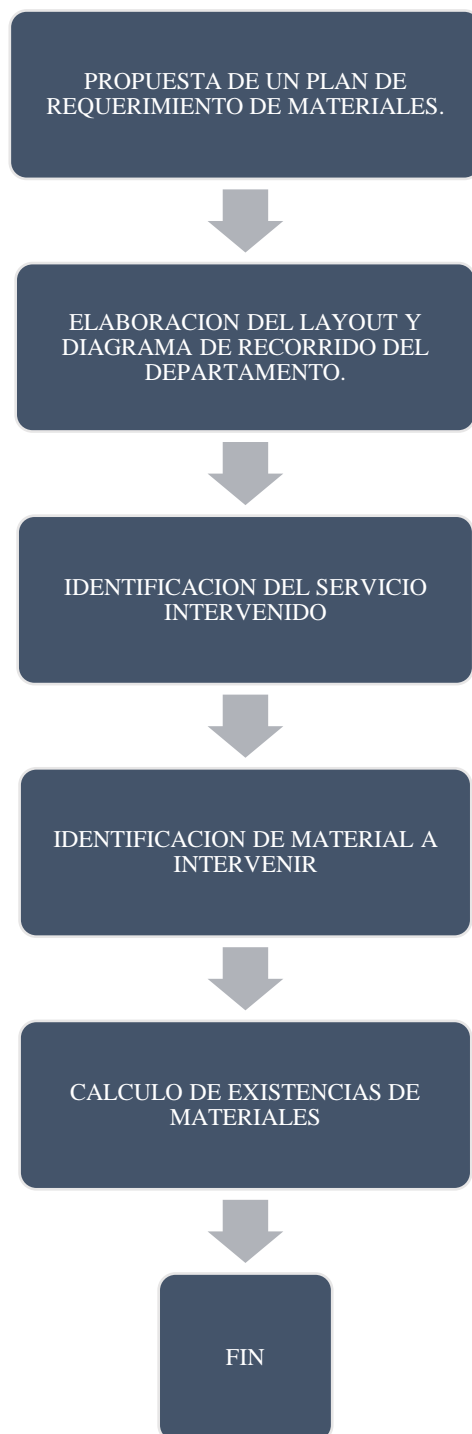 PROPUESTA DE UN PLAN DE
REQUERIMIENTO DE MATERIALES.
ELABORACION DEL LAYOUT Y
DIAGRAMA DE RECORRIDO DEL
DEPARTAMENTO.
IDENTIFICACION DEL SERVICIO
INTERVENIDO
IDENTIFICACION DE MATERIAL A
INTERVENIR
CALCULO DE EXISTENCIAS DE
MATERIALES
FIN